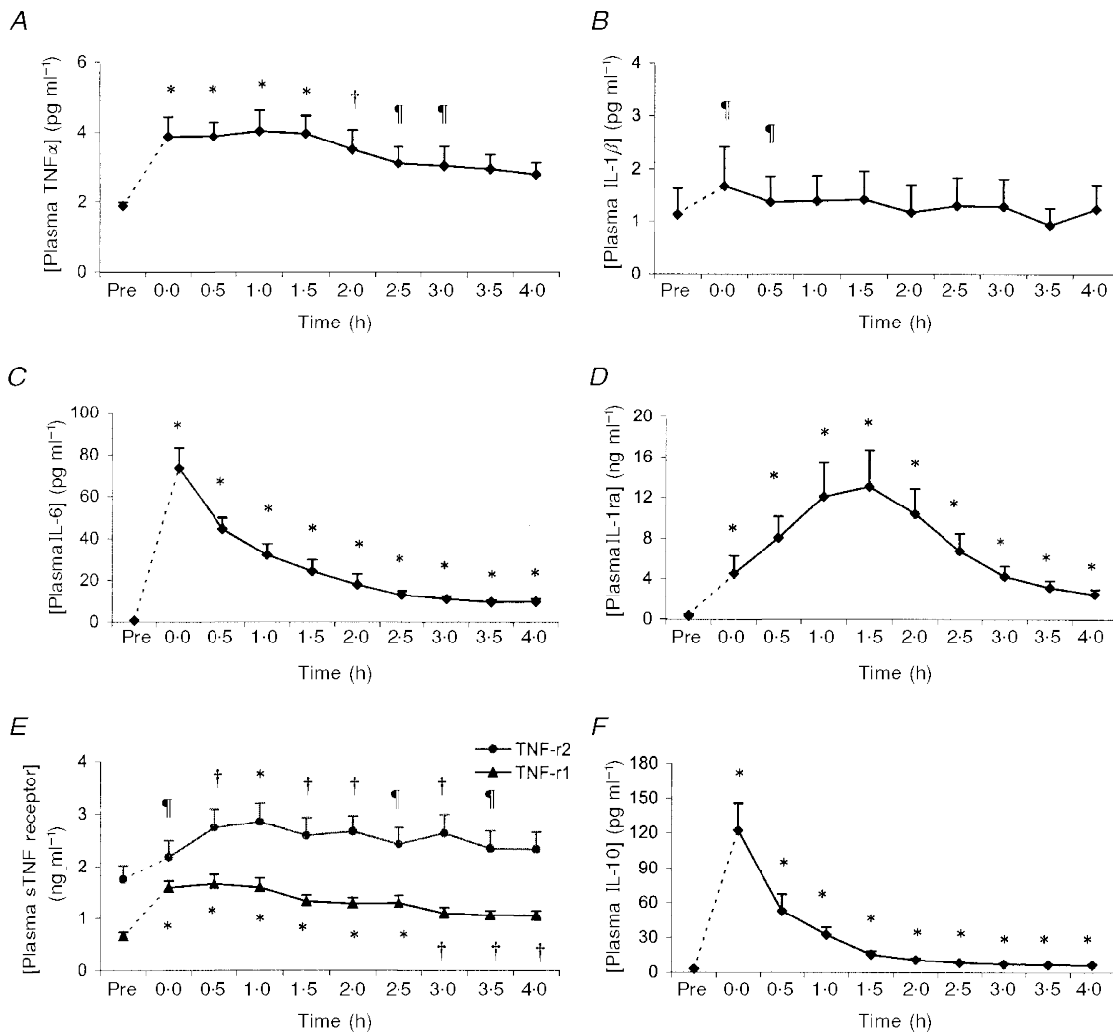 A
[Plasma TNFα] (pg ml⁻¹)
6
4
2
0
* * * * † ¶ ¶
Pre 0·0 0·5 1·0 1·5 2·0 2·5 3·0 3·5 4·0
Time (h)
B
[Plasma IL-1β] (pg ml⁻¹)
4
3
2
1
0
¶ ¶
Pre 0·0 0·5 1·0 1·5 2·0 2·5 3·0 3·5 4·0
Time (h)
C
[Plasma IL-6] (pg ml⁻¹)
100
80
60
40
20
0
* * * * * * * * *
Pre 0·0 0·5 1·0 1·5 2·0 2·5 3·0 3·5 4·0
Time (h)
D
[Plasma IL-1ra] (ng ml⁻¹)
20
16
12
8
4
0
* * * * * * * * *
Pre 0·0 0·5 1·0 1·5 2·0 2·5 3·0 3·5 4·0
Time (h)
E
[Plasma sTNF receptor]
(ng ml⁻¹)
4
3
2
1
0
TNF-r2
TNF-r1
¶ † * † † ¶ † ¶
* * * * * * † † †
Pre 0·0 0·5 1·0 1·5 2·0 2·5 3·0 3·5 4·0
Time (h)
F
[Plasma IL-10] (pg ml⁻¹)
180
150
120
90
60
30
0
* * * * * * * * *
Pre 0·0 0·5 1·0 1·5 2·0 2·5 3·0 3·5 4·0
Time (h)